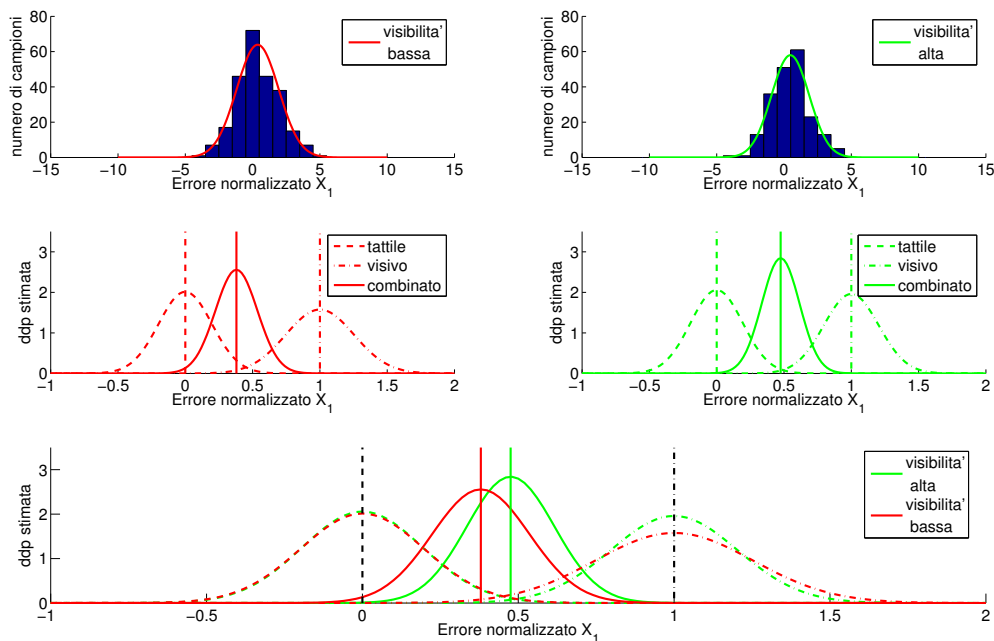 numero di campioni
80
60
40
20
0
−15
−10
−5
0
5
10
15
Errore normalizzato X_1
visibilita'
bassa
numero di campioni
80
60
40
20
0
−15
−10
−5
0
5
10
15
Errore normalizzato X_1
visibilita'
alta
ddp stimata
3
2
1
0
−1
−0.5
0
0.5
1
1.5
2
Errore normalizzato X_1
tattile
visivo
combinato
ddp stimata
3
2
1
0
−1
−0.5
0
0.5
1
1.5
2
Errore normalizzato X_1
tattile
visivo
combinato
ddp stimata
3
2
1
0
−1
−0.5
0
0.5
1
1.5
2
Errore normalizzato X_1
visibilita'
alta
visibilita'
bassa